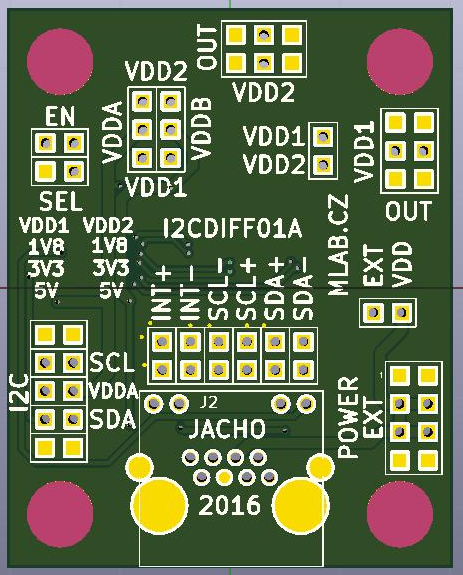 OUT
VDD2
VDD2
VDDA
VDDB
EN
VDD1
VDD2
VDD1
VDD1
SEL
OUT
VDD1 VDD2
1V8 1V8
3V3 3V3
5V 5V
I2CDIFF01A
MLAB.CZ
EXT
VDD
INT+
INT-
SCL-
SCL+
SDA+
SDA-
I2C
SCL
VDDA
SDA
J2
JACHO
2016
POWER
EXT
1